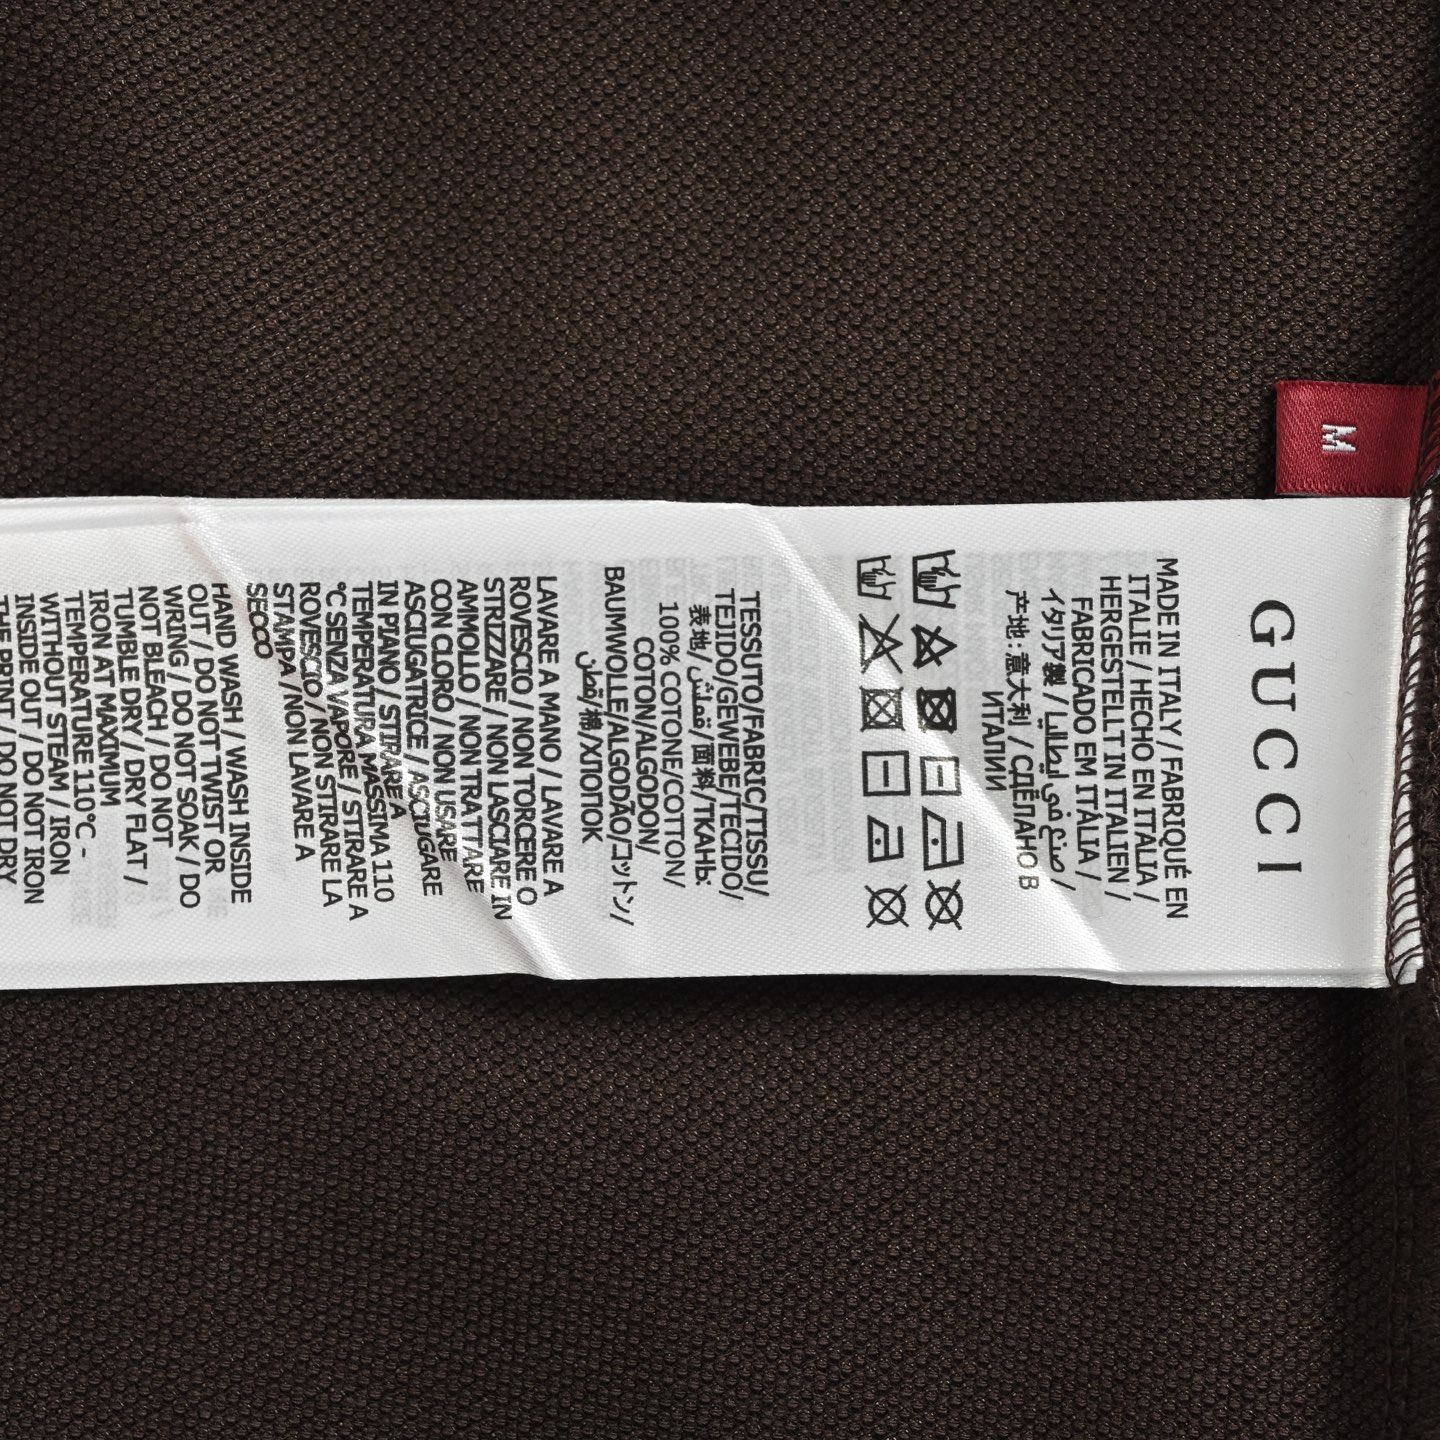 M
GUCCI
MADE IN ITALY / FABRIQUÉ EN
ITALIE / HECHO EN ITALIA /
HERGESTELLT IN ITALIEN /
FABRICADO EM ITÁLIA /
イタリア製 / صنع في إيطاليا /
产地: 意大利 / СДЕЛАНО В
ИТАЛИИ
TESSUTO/FABRIC/TISSU/
TEJIDO/GEWEBE/TECIDO/
表地/قماش/面料/ТКАНЬ:
100% COTONE/COTTON/
COTON/ALGODON/
BAUMWOLLE/ALGODÃO/コットン/
قطن/棉/ХЛОПОК
LAVARE A MANO / LAVARE A
ROVESCIO / NON TORCERE O
STRIZZARE / NON LASCIARE IN
AMMOLLO / NON TRATTARE
CON CLORO / NON USARE
ASCIUGATRICE / ASCIUGARE
IN PIANO / STIRARE A
TEMPERATURA MASSIMA 110
°C SENZA VAPORE / STIRARE A
ROVESCIO / NON STIRARE LA
STAMPA / NON LAVARE A
SECCO
HAND WASH / WASH INSIDE
OUT / DO NOT TWIST OR
WRING / DO NOT SOAK / DO
NOT BLEACH / DO NOT
TUMBLE DRY / DRY FLAT /
IRON AT MAXIMUM
TEMPERATURE 110°C -
WITHOUT STEAM / IRON
INSIDE OUT / DO NOT IRON
THE PRINT / DO NOT DRY